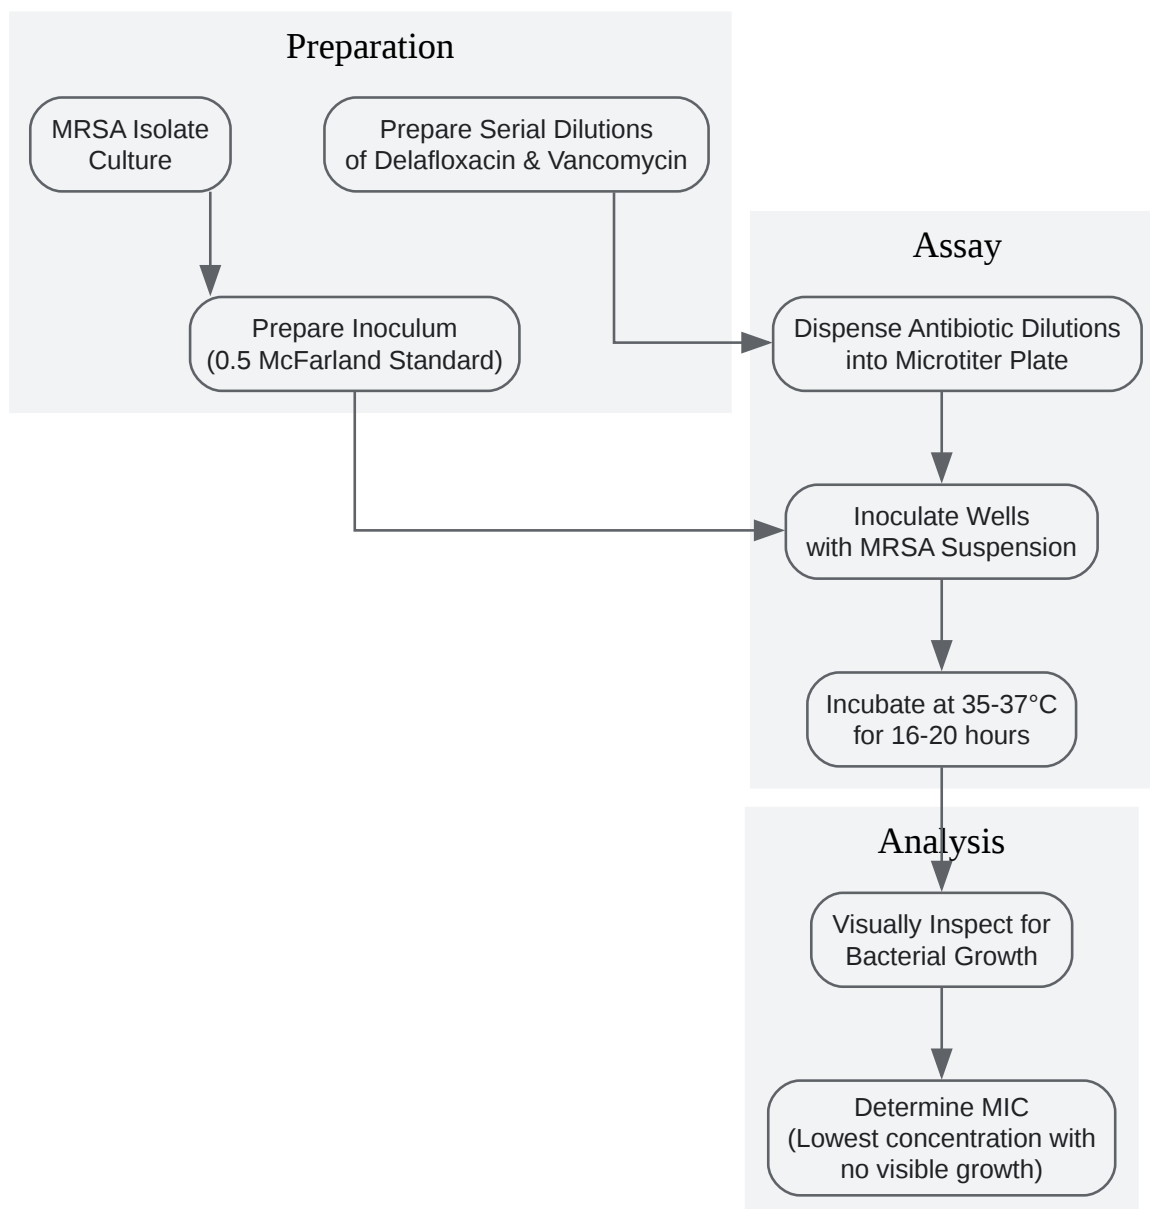 Preparation
MRSA Isolate
Culture
Prepare Serial Dilutions
of Delafloxacin & Vancomycin
Prepare Inoculum
(0.5 McFarland Standard)
Assay
Dispense Antibiotic Dilutions
into Microtiter Plate
Inoculate Wells
with MRSA Suspension
Incubate at 35-37°C
for 16-20 hours
Analysis
Visually Inspect for
Bacterial Growth
Determine MIC
(Lowest concentration with
no visible growth)